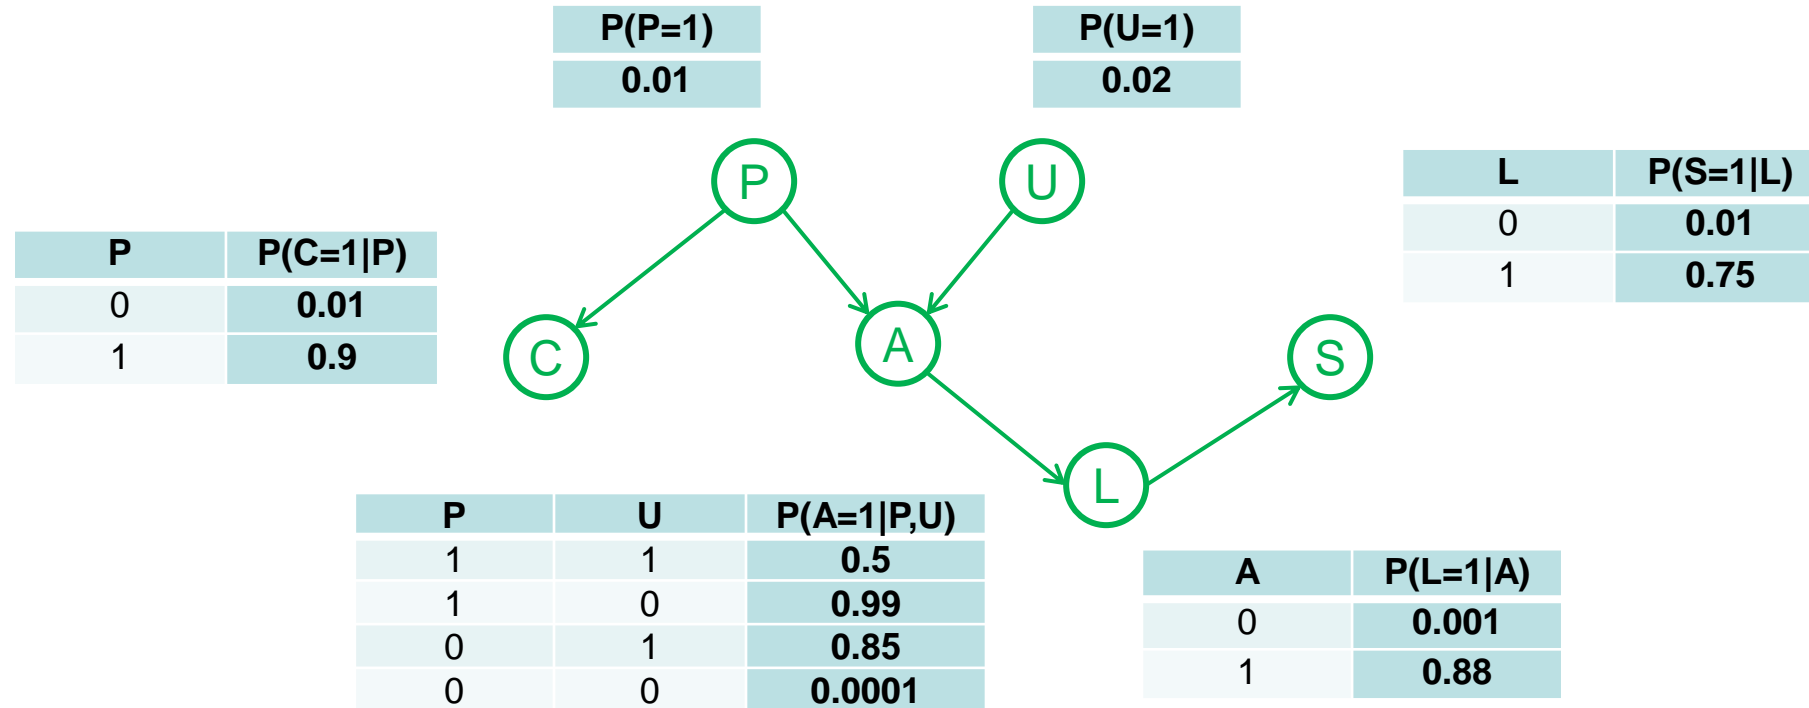 P(P=1)
0.01
P(U=1)
0.02
P
U
L P(S=1|L)
0 0.01
1 0.75
P P(C=1|P)
0 0.01
1 0.9
C
A
S
L
P U P(A=1|P,U)
1 1 0.5
1 0 0.99
0 1 0.85
0 0 0.0001
A P(L=1|A)
0 0.001
1 0.88